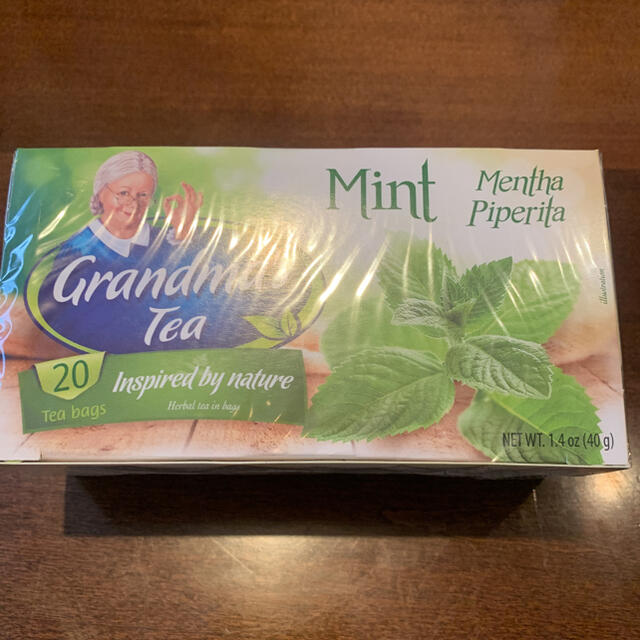 Mint
Mentha
Piperita
Tea
20
Tea bags
Inspired by nature
Herbal tea in bags
Illustration
NET WT. 1.4 oz (40 g)